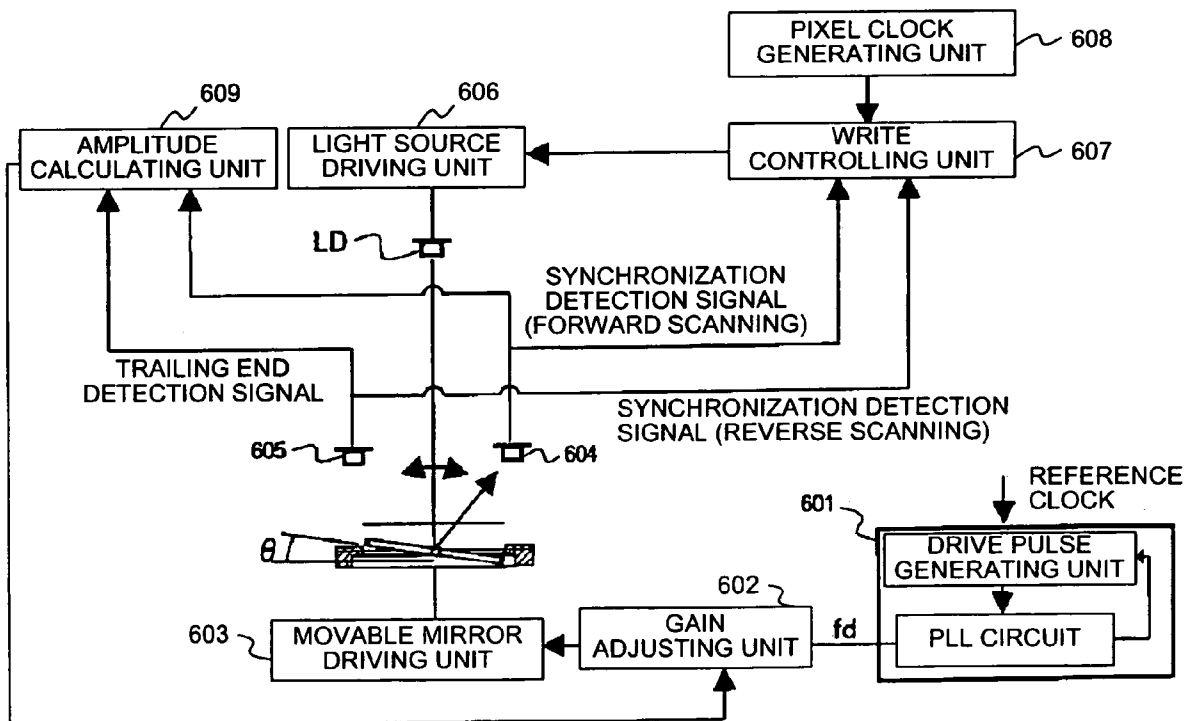 PIXEL CLOCK
GENERATING UNIT
608
609
606
AMPLITUDE
CALCULATING UNIT
LIGHT SOURCE
DRIVING UNIT
WRITE
CONTROLLING UNIT
607
LD
SYNCHRONIZATION
DETECTION SIGNAL
(FORWARD SCANNING)
TRAILING END
DETECTION SIGNAL
SYNCHRONIZATION DETECTION
SIGNAL (REVERSE SCANNING)
605
604
REFERENCE
CLOCK
601
θ
DRIVE PULSE
GENERATING UNIT
602
603
MOVABLE MIRROR
DRIVING UNIT
GAIN
ADJUSTING UNIT
fd
PLL CIRCUIT